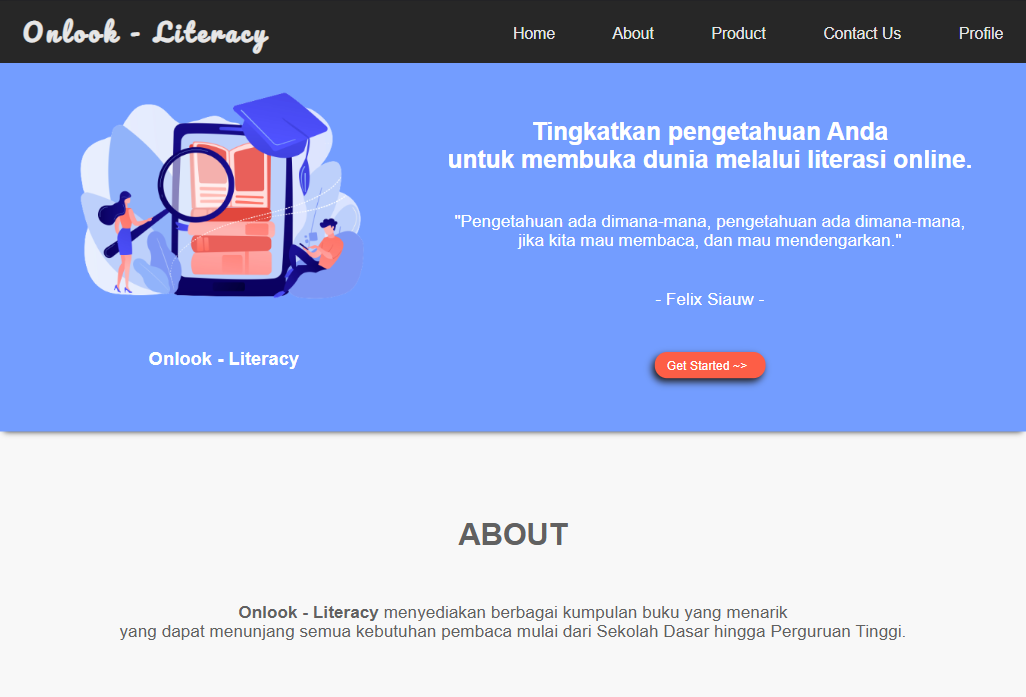 Onlook - Literacy
Home
About
Product
Contact Us
Profile
Tingkatkan pengetahuan Anda
untuk membuka dunia melalui literasi online.
"Pengetahuan ada dimana-mana, pengetahuan ada dimana-mana,
jika kita mau membaca, dan mau mendengarkan."
- Felix Siauw -
Onlook - Literacy
Get Started ~>
ABOUT
Onlook - Literacy menyediakan berbagai kumpulan buku yang menarik
yang dapat menunjang semua kebutuhan pembaca mulai dari Sekolah Dasar hingga Perguruan Tinggi.